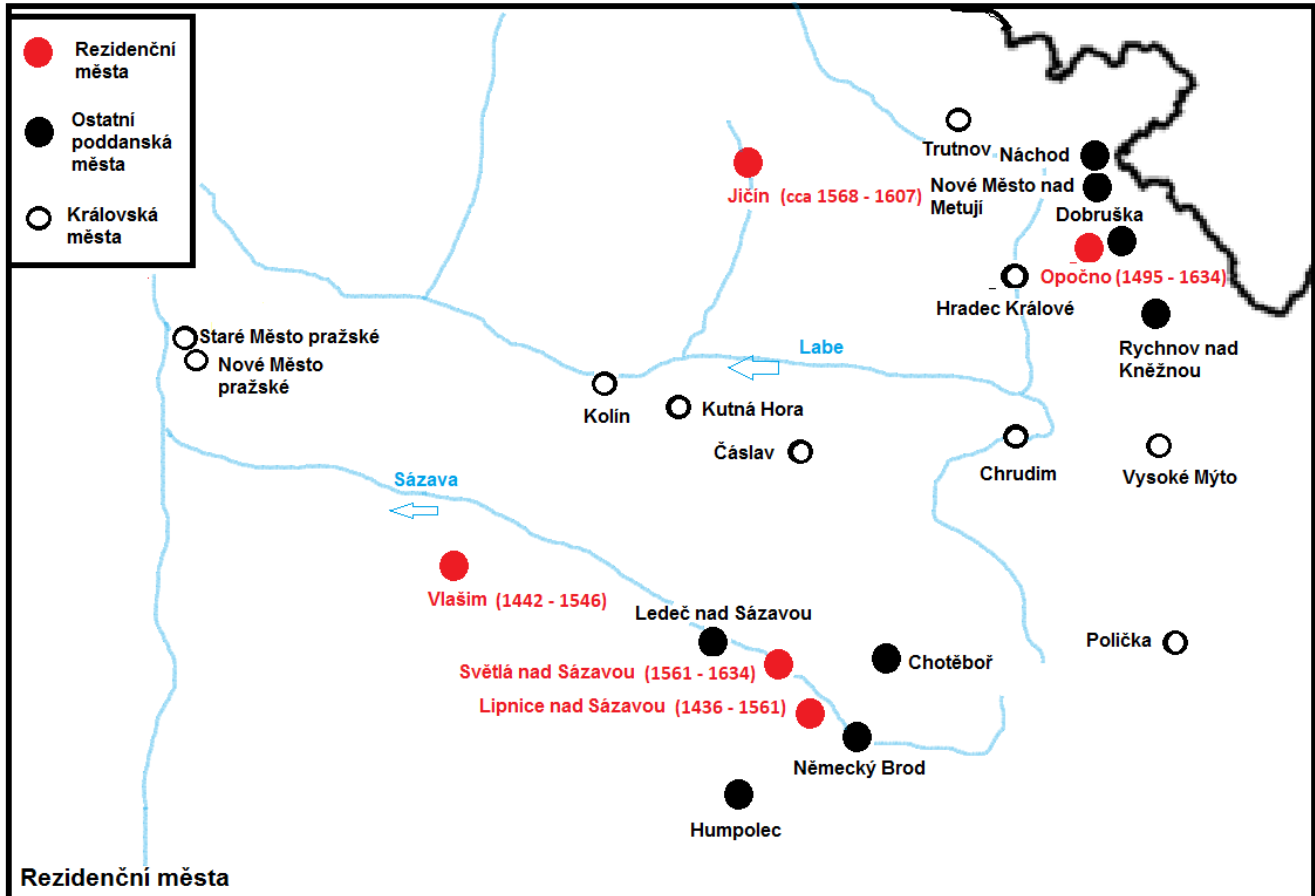 Rezidenční
města
Ostatní
poddanská
města
Královská
města
Trutnov
Náchod
Jičín (cca 1568 - 1607)
Nové Město nad
Metují
Dobruška
Opočno (1495 - 1634)
Hradec Králové
Staré Město pražské
Nové Město
pražské
Labe
Rychnov nad
Kněžnou
Kolín
Kutná Hora
Čáslav
Chrudim
Vysoké Mýto
Sázava
Vlašim (1442 - 1546)
Ledeč nad Sázavou
Polička
Chotěboř
Světlá nad Sázavou (1561 - 1634)
Lipnice nad Sázavou (1436 - 1561)
Německý Brod
Humpolec
Rezidenční města